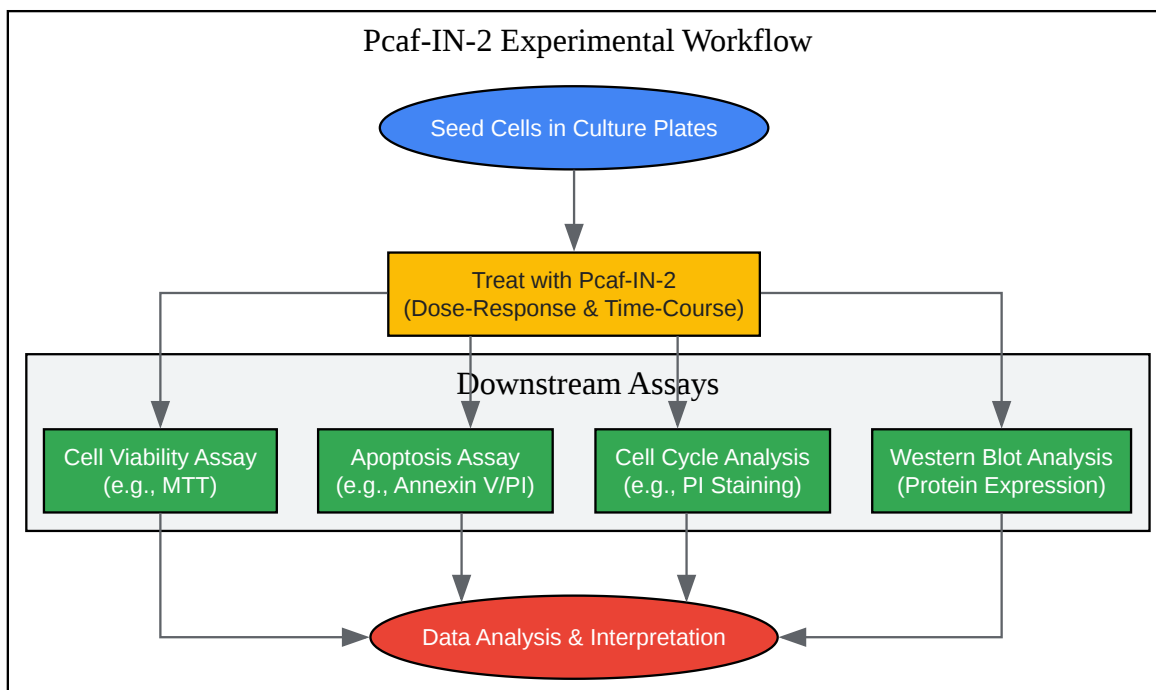 Pcaf-IN-2 Experimental Workflow
Seed Cells in Culture Plates
Treat with Pcaf-IN-2
(Dose-Response & Time-Course)
Downstream Assays
Cell Viability Assay
(e.g., MTT)
Apoptosis Assay
(e.g., Annexin V/PI)
Cell Cycle Analysis
(e.g., PI Staining)
Western Blot Analysis
(Protein Expression)
Data Analysis & Interpretation